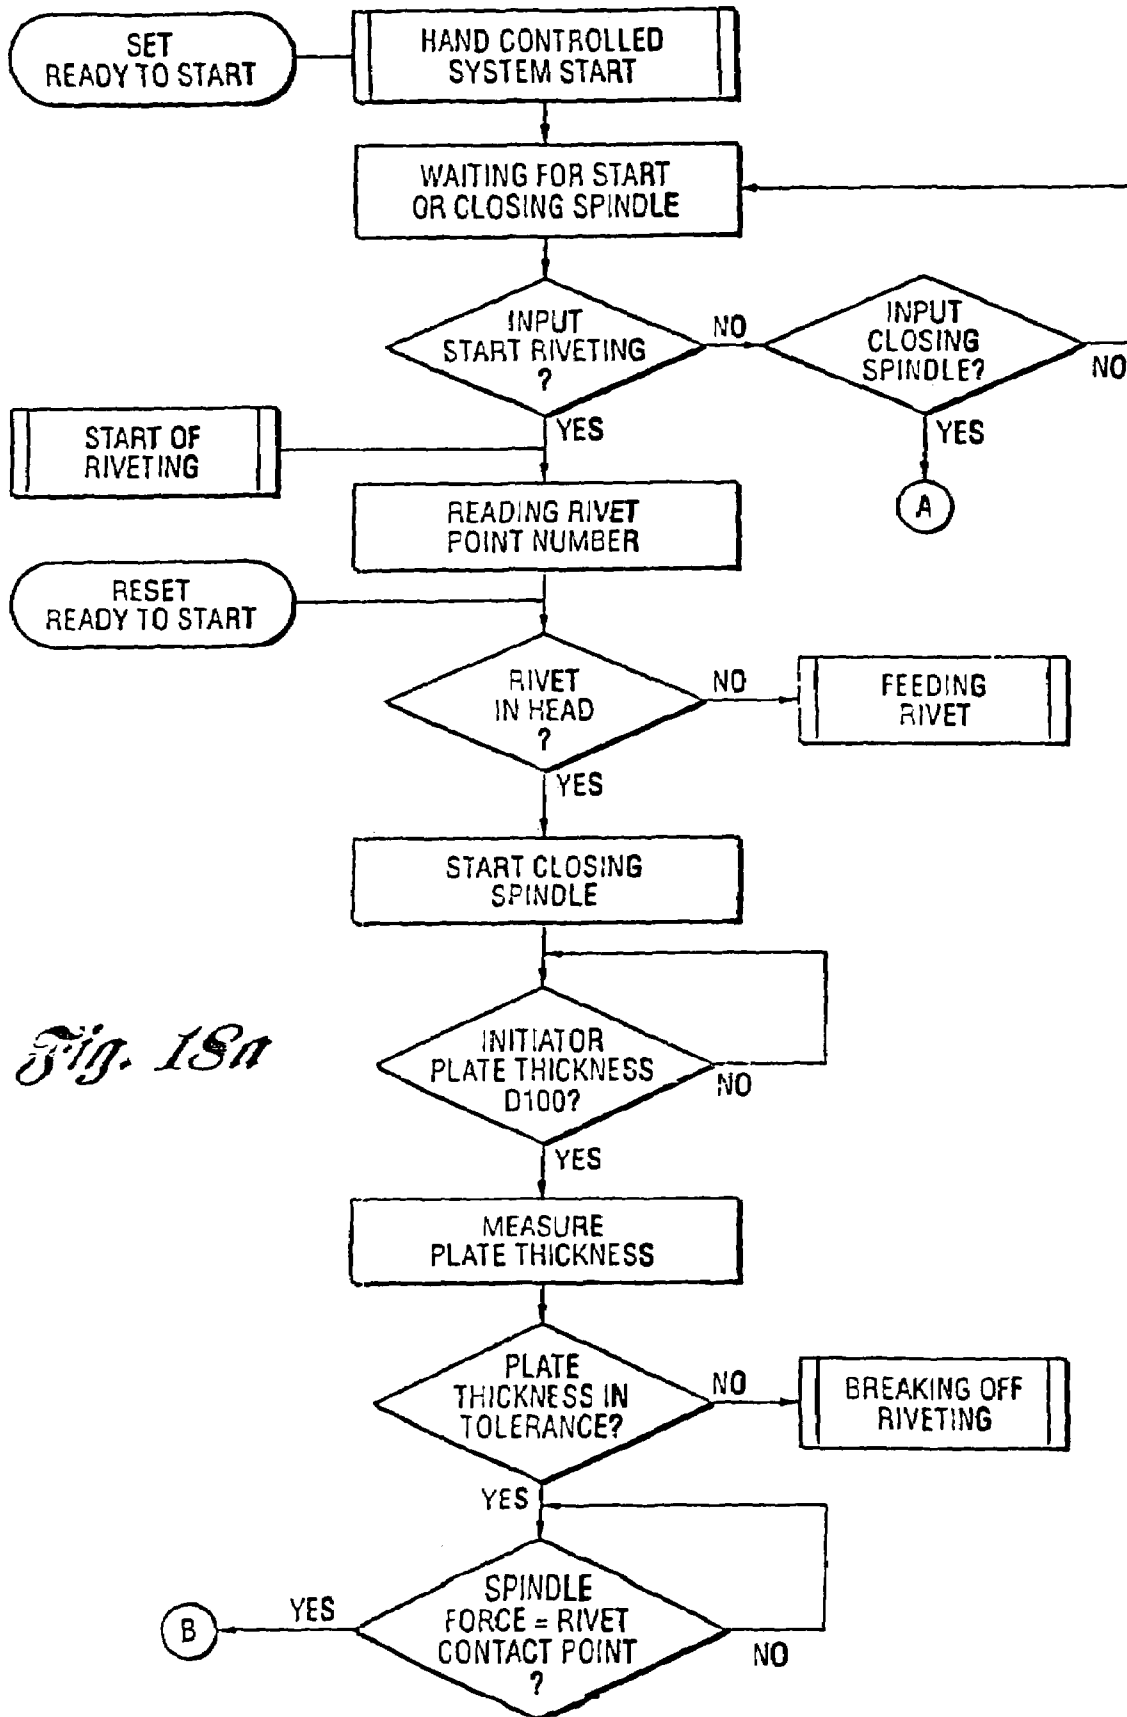 SET
READY TO START
HAND CONTROLLED
SYSTEM START
WAITING FOR START
OR CLOSING SPINDLE
INPUT
START RIVETING
?
NO
INPUT
CLOSING
SPINDLE?
NO
YES
YES
A
START OF
RIVETING
READING RIVET
POINT NUMBER
RESET
READY TO START
RIVET
IN HEAD
?
NO
FEEDING
RIVET
YES
START CLOSING
SPINDLE
Fig. 18a
INITIATOR
PLATE THICKNESS
D100?
NO
YES
MEASURE
PLATE THICKNESS
PLATE
THICKNESS IN
TOLERANCE?
NO
BREAKING OFF
RIVETING
YES
SPINDLE
FORCE = RIVET
CONTACT POINT
?
YES
B
NO